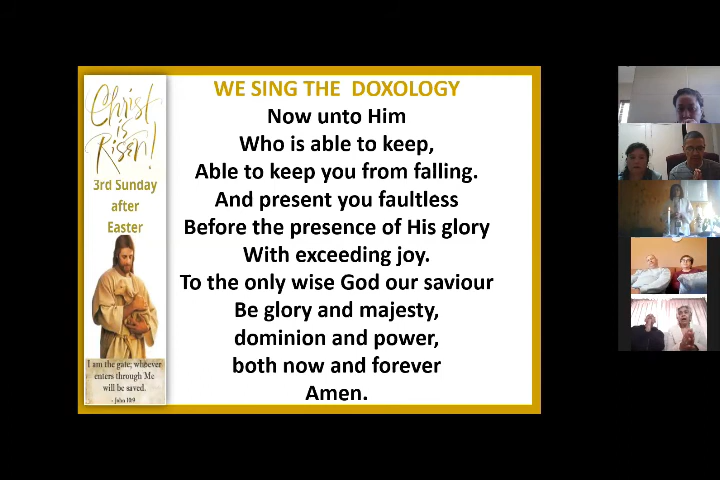 Christ
is
Risen!
3rd Sunday
after
Easter
I am the gate; whoever
enters through Me
will be saved.
- John 10:9
WE SING THE DOXOLOGY
Now unto Him
Who is able to keep,
Able to keep you from falling.
And present you faultless
Before the presence of His glory
With exceeding joy.
To the only wise God our saviour
Be glory and majesty,
dominion and power,
both now and forever
Amen.